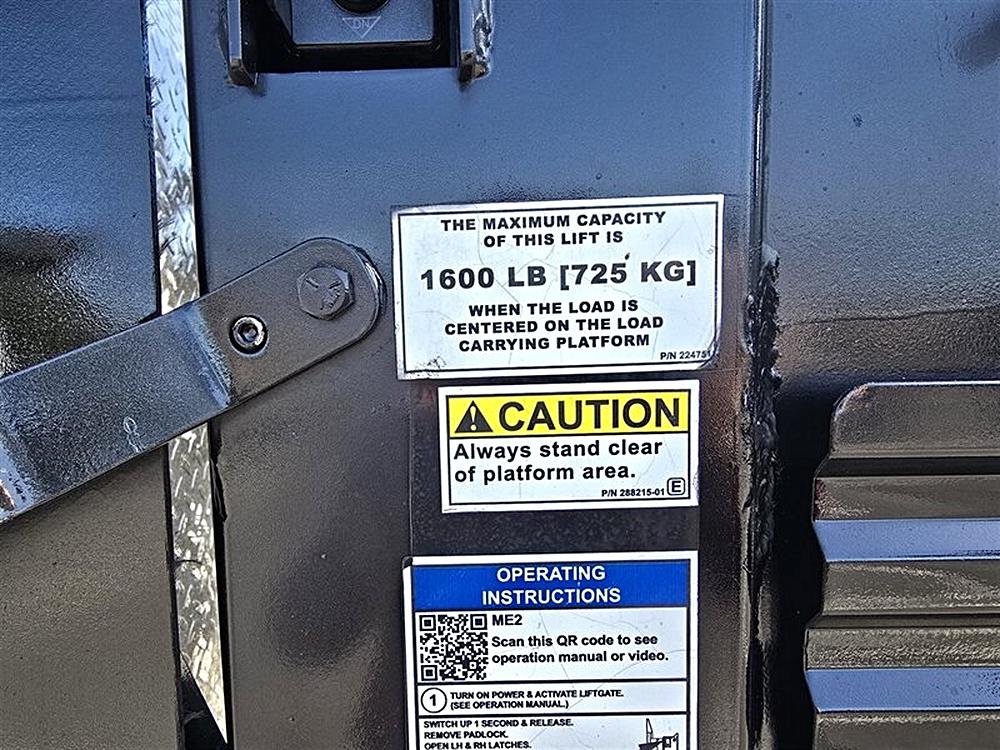 DN
THE MAXIMUM CAPACITY
OF THIS LIFT IS
1600 LB [725 KG]
WHEN THE LOAD IS
CENTERED ON THE LOAD
CARRYING PLATFORM
P/N 224751
CAUTION
Always stand clear
of platform area.
P/N 288215-01 E
OPERATING
INSTRUCTIONS
ME2
Scan this QR code to see
operation manual or video.
1 TURN ON POWER & ACTIVATE LIFTGATE.
(SEE OPERATION MANUAL.)
SWITCH UP 1 SECOND & RELEASE.
REMOVE PADLOCK.
OPEN LH & RH LATCHES.